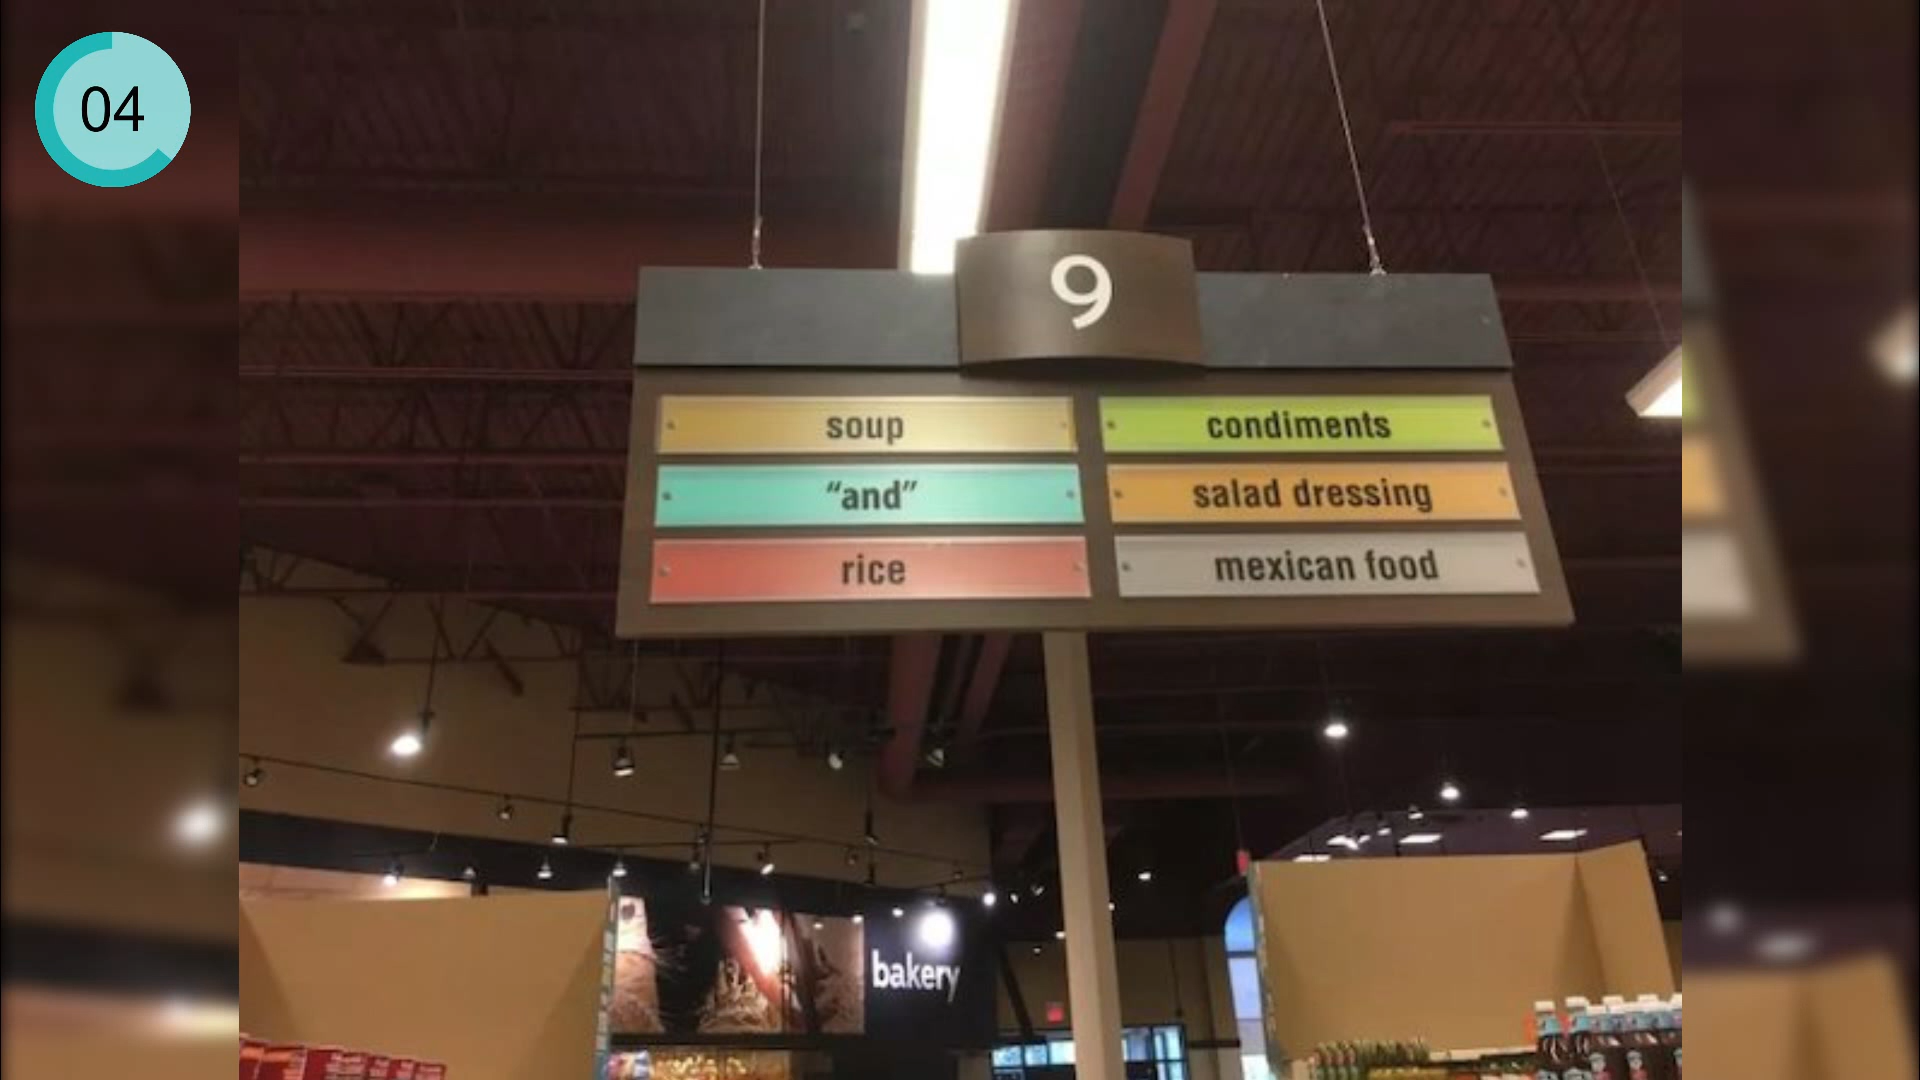 04
9
soup
"and"
rice
condiments
salad dressing
mexican food
bakery